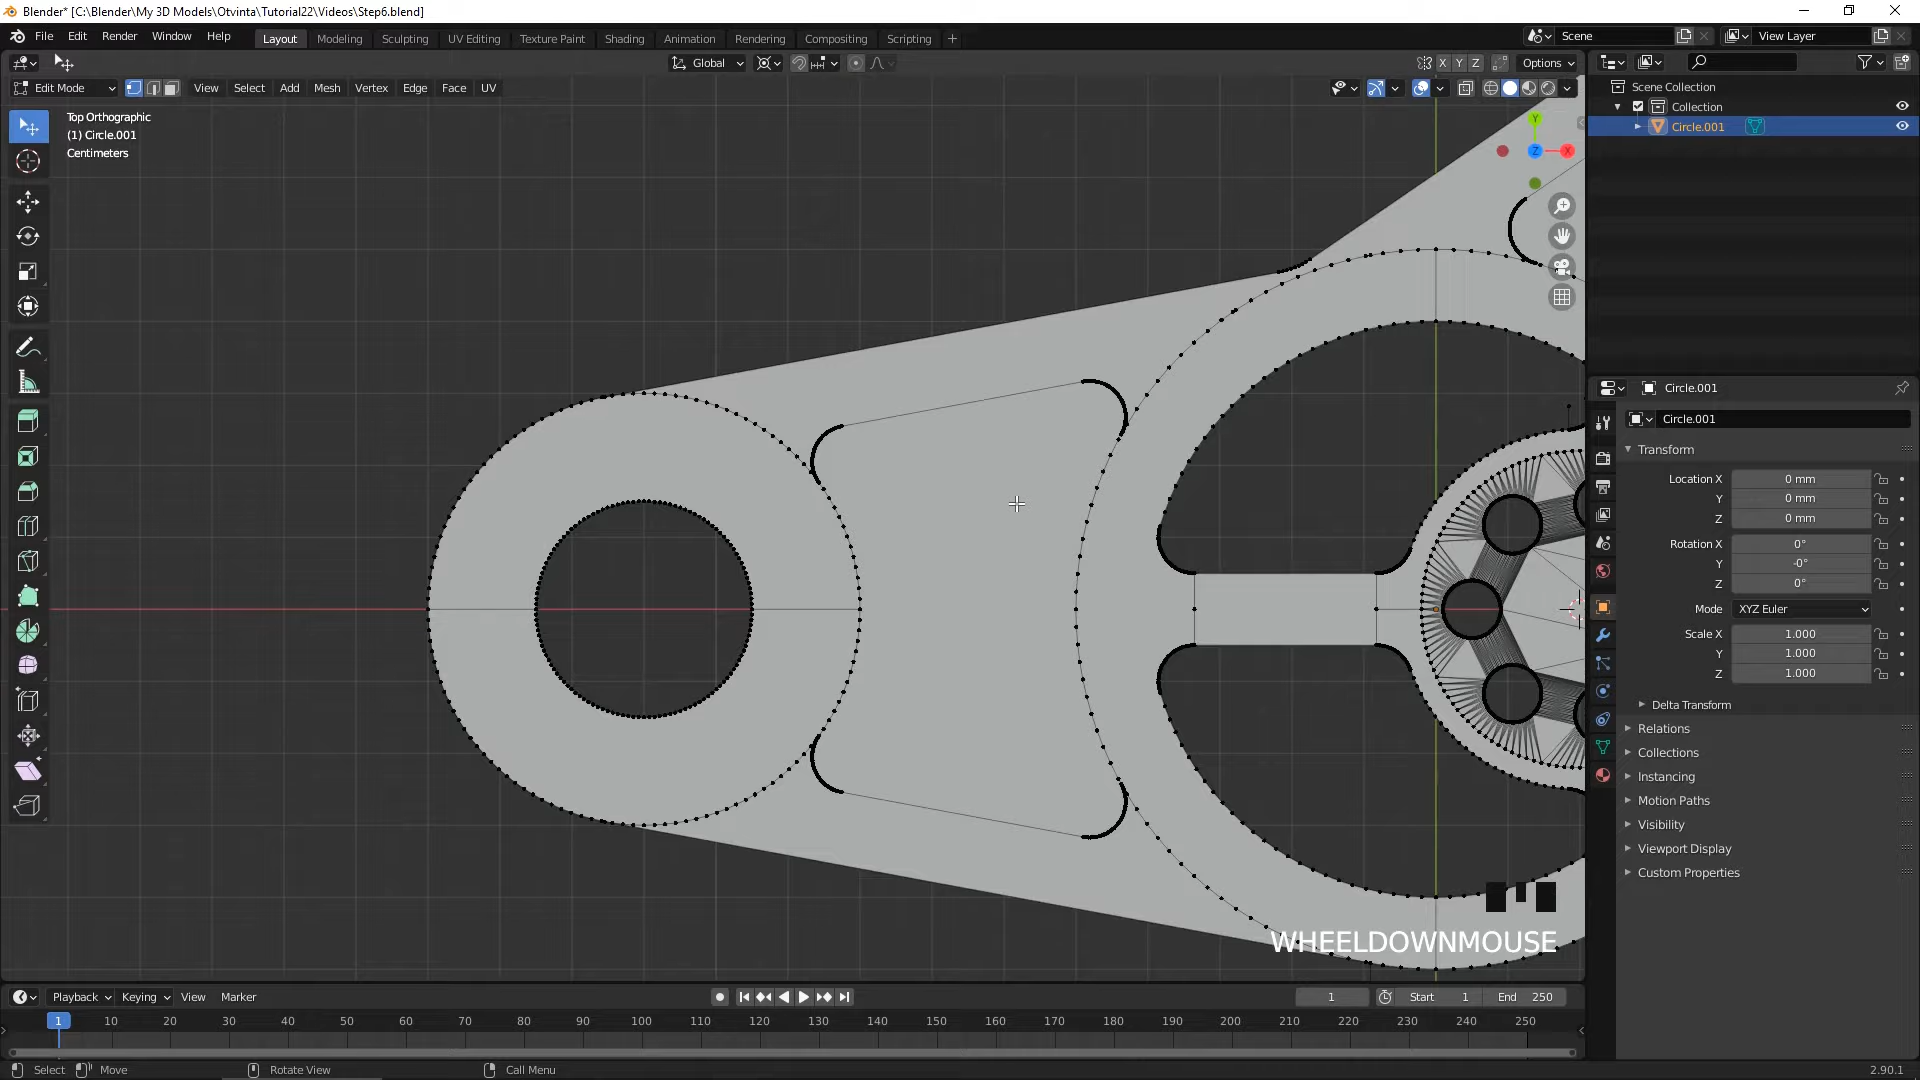 Blender* [C:\Blender\My 3D Models\Otvinta\Tutorial22\Videos\Step6.blend]
File Edit Render Window Help Layout Modeling Sculpting UV Editing Texture Paint Shading Animation Rendering Compositing Scripting + Scene View Layer
Global X Y Z Options
Edit Mode View Select Add Mesh Vertex Edge Face UV
Scene Collection
Collection
Circle.001
Top Orthographic
(1) Circle.001
Centimeters
Y
Z X
Circle.001
Circle.001
Transform
Location X 0 mm
Y 0 mm
Z 0 mm
Rotation X 0°
Y -0°
Z 0°
Mode XYZ Euler
Scale X 1.000
Y 1.000
Z 1.000
Delta Transform
Relations
Collections
Instancing
Motion Paths
Visibility
Viewport Display
Custom Properties
WHEELDOWNMOUSE
Playback Keying View Marker 1 Start 1 End 250
1 10 20 30 40 50 60 70 80 90 100 110 120 130 140 150 160 170 180 190 200 210 220 230 240 250
Select Move Rotate View Call Menu 2.90.1